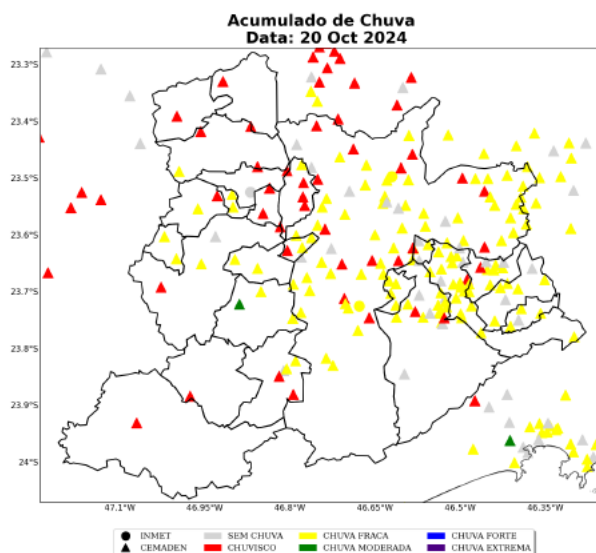 Acumulado de Chuva
Data: 20 Oct 2024
23.3°S
23.4°S
23.5°S
23.6°S
23.7°S
23.8°S
23.9°S
24°S
47.1°W
46.95°W
46.8°W
46.65°W
46.5°W
46.35°W
INMET SEM CHUVA CHUVA FRACA CHUVA FORTE
CEMADEN CHUVISCO CHUVA MODERADA CHUVA EXTREMA